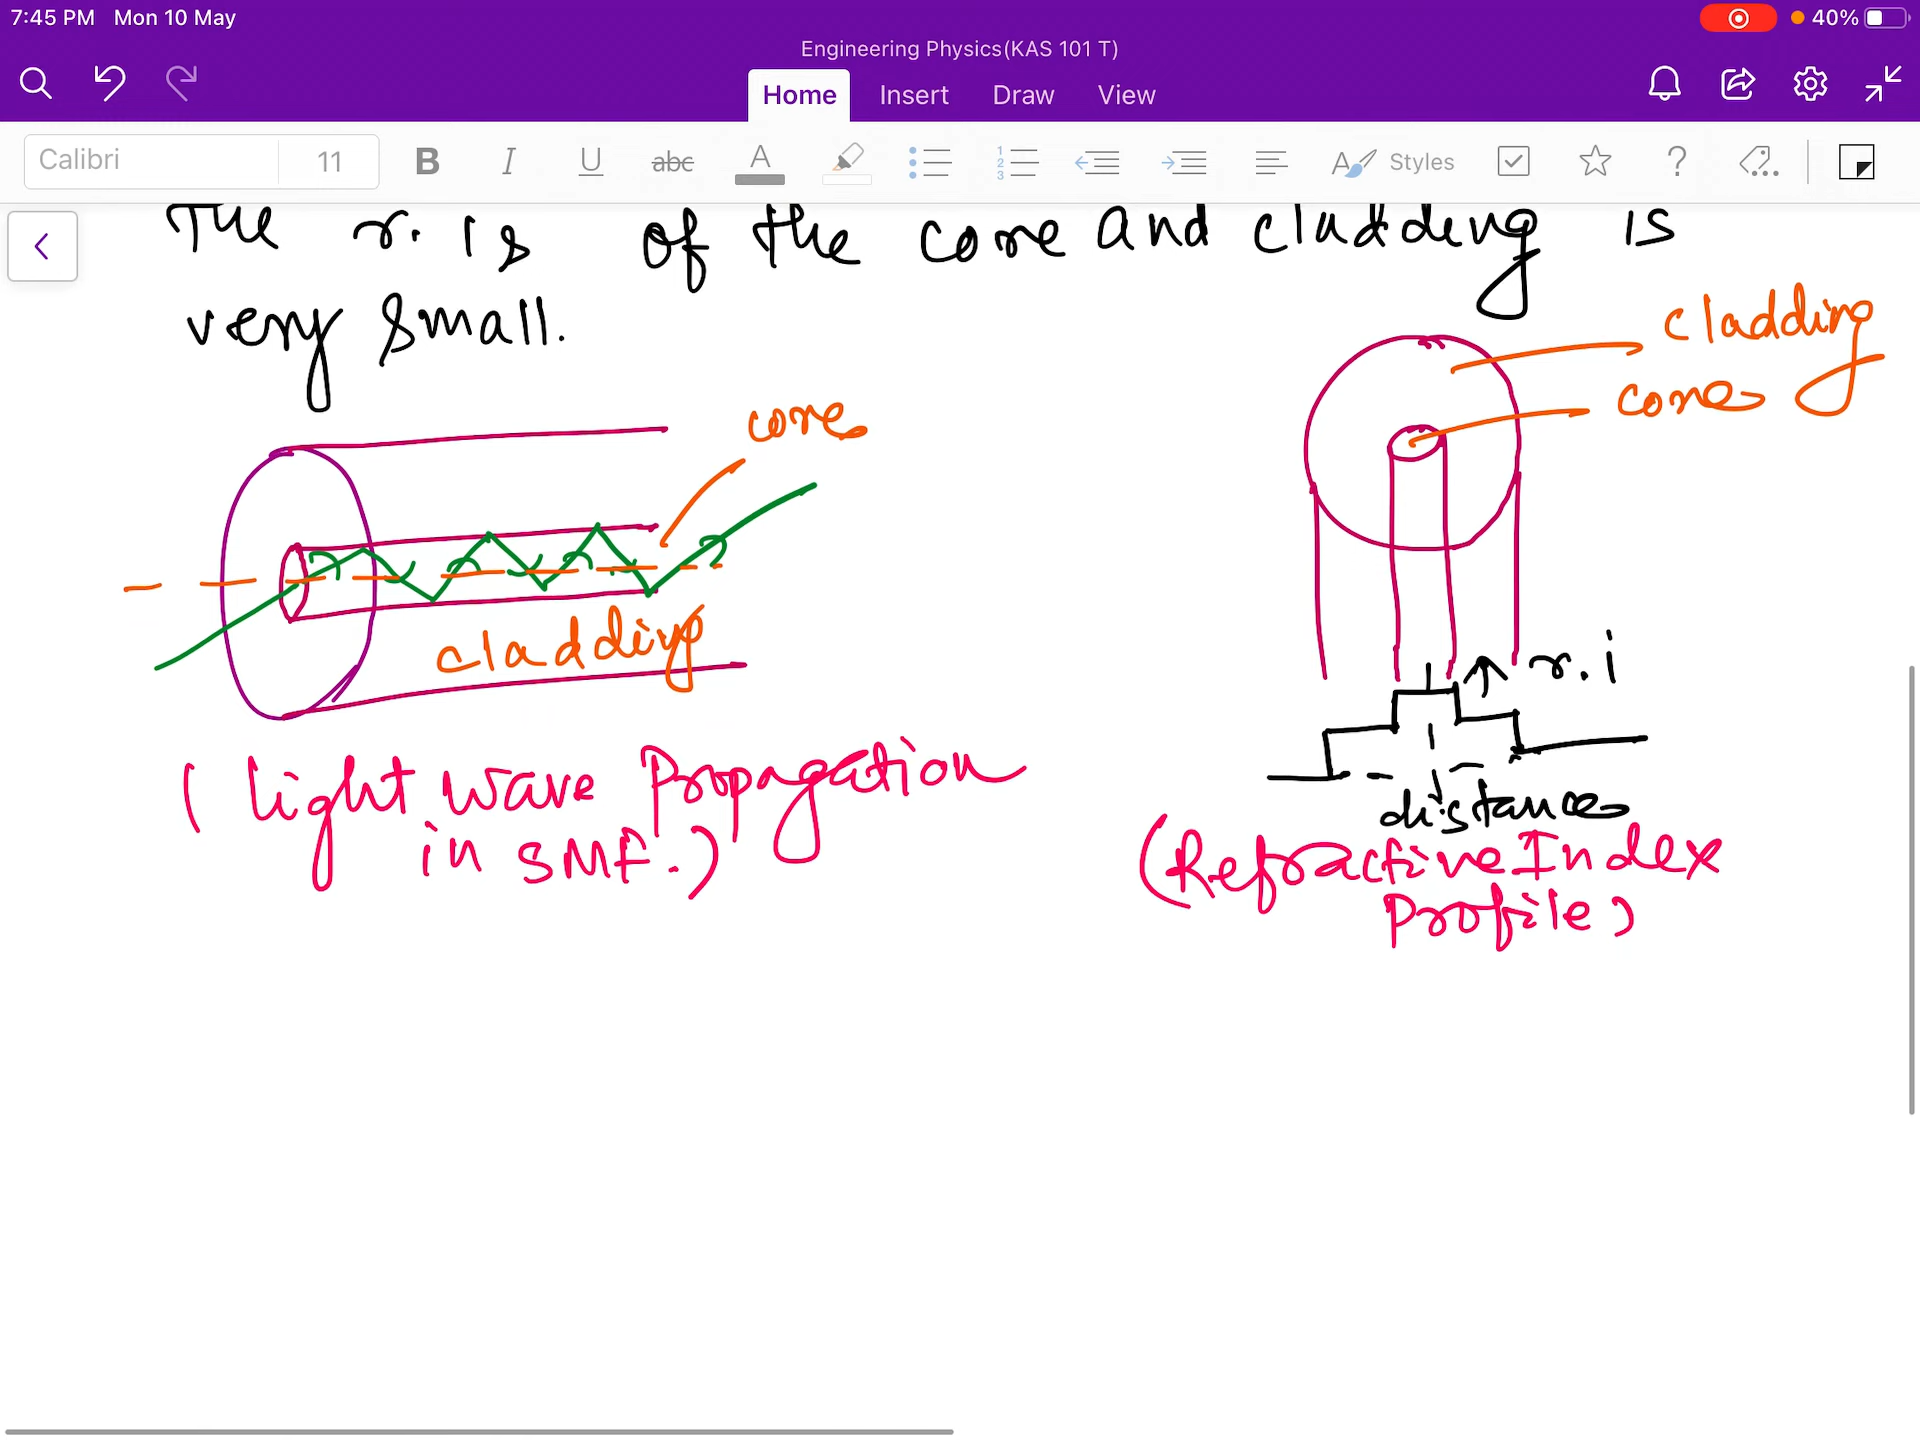 7:45 PM Mon 10 May
40%
Engineering Physics(KAS 101 T)
Home Insert Draw View
Calibri 11 B I U abc A Styles
The r.is of the core and cladding is
very small.
core
cladding
(light wave Propagation
in SMF.)
cladding
core
r.i
distance
(Refractive Index
Profile)